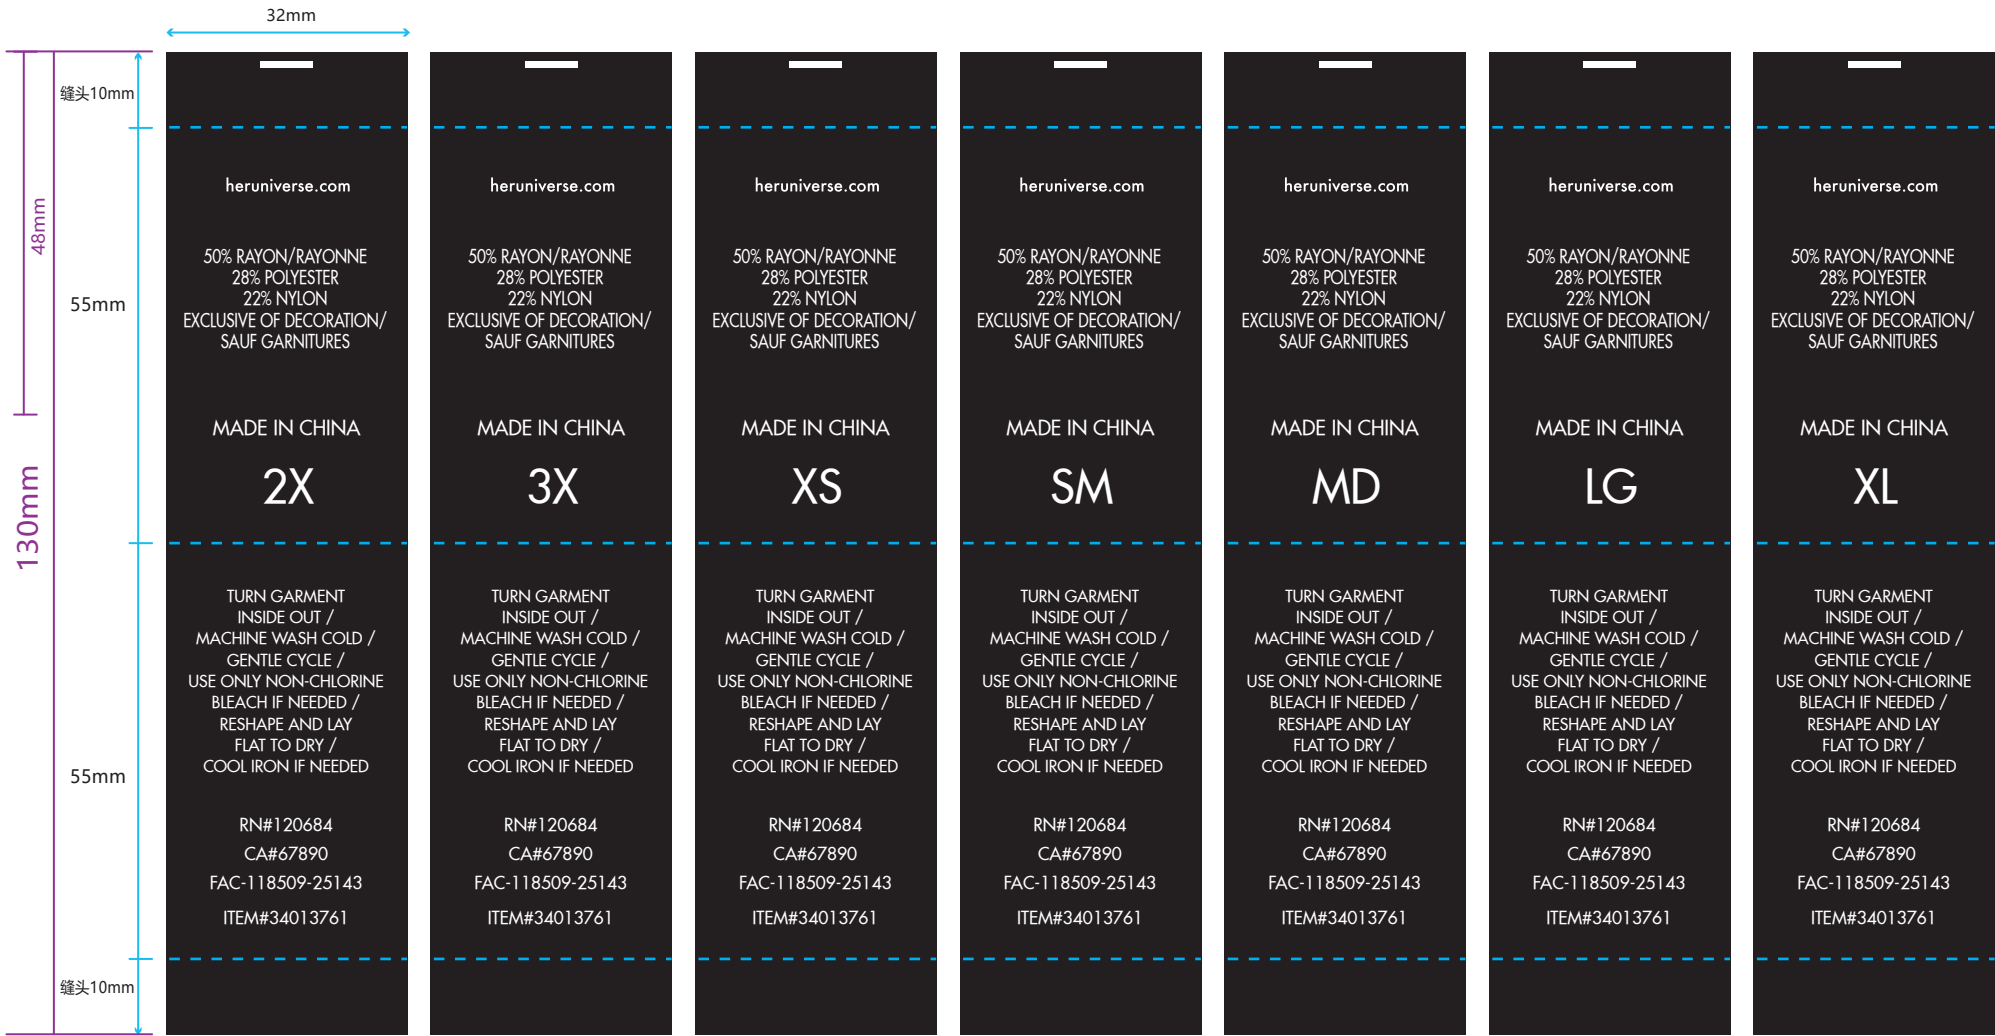 32mm
缝头10mm
48mm
55mm
130mm
55mm
缝头10mm
heruniverse.com
50% RAYON/RAYONNE
28% POLYESTER
22% NYLON
EXCLUSIVE OF DECORATION/
SAUF GARNITURES
MADE IN CHINA
2X
TURN GARMENT
INSIDE OUT /
MACHINE WASH COLD /
GENTLE CYCLE /
USE ONLY NON-CHLORINE
BLEACH IF NEEDED /
RESHAPE AND LAY
FLAT TO DRY /
COOL IRON IF NEEDED
RN#120684
CA#67890
FAC-118509-25143
ITEM#34013761
heruniverse.com
50% RAYON/RAYONNE
28% POLYESTER
22% NYLON
EXCLUSIVE OF DECORATION/
SAUF GARNITURES
MADE IN CHINA
3X
TURN GARMENT
INSIDE OUT /
MACHINE WASH COLD /
GENTLE CYCLE /
USE ONLY NON-CHLORINE
BLEACH IF NEEDED /
RESHAPE AND LAY
FLAT TO DRY /
COOL IRON IF NEEDED
RN#120684
CA#67890
FAC-118509-25143
ITEM#34013761
heruniverse.com
50% RAYON/RAYONNE
28% POLYESTER
22% NYLON
EXCLUSIVE OF DECORATION/
SAUF GARNITURES
MADE IN CHINA
XS
TURN GARMENT
INSIDE OUT /
MACHINE WASH COLD /
GENTLE CYCLE /
USE ONLY NON-CHLORINE
BLEACH IF NEEDED /
RESHAPE AND LAY
FLAT TO DRY /
COOL IRON IF NEEDED
RN#120684
CA#67890
FAC-118509-25143
ITEM#34013761
heruniverse.com
50% RAYON/RAYONNE
28% POLYESTER
22% NYLON
EXCLUSIVE OF DECORATION/
SAUF GARNITURES
MADE IN CHINA
SM
TURN GARMENT
INSIDE OUT /
MACHINE WASH COLD /
GENTLE CYCLE /
USE ONLY NON-CHLORINE
BLEACH IF NEEDED /
RESHAPE AND LAY
FLAT TO DRY /
COOL IRON IF NEEDED
RN#120684
CA#67890
FAC-118509-25143
ITEM#34013761
heruniverse.com
50% RAYON/RAYONNE
28% POLYESTER
22% NYLON
EXCLUSIVE OF DECORATION/
SAUF GARNITURES
MADE IN CHINA
MD
TURN GARMENT
INSIDE OUT /
MACHINE WASH COLD /
GENTLE CYCLE /
USE ONLY NON-CHLORINE
BLEACH IF NEEDED /
RESHAPE AND LAY
FLAT TO DRY /
COOL IRON IF NEEDED
RN#120684
CA#67890
FAC-118509-25143
ITEM#34013761
heruniverse.com
50% RAYON/RAYONNE
28% POLYESTER
22% NYLON
EXCLUSIVE OF DECORATION/
SAUF GARNITURES
MADE IN CHINA
LG
TURN GARMENT
INSIDE OUT /
MACHINE WASH COLD /
GENTLE CYCLE /
USE ONLY NON-CHLORINE
BLEACH IF NEEDED /
RESHAPE AND LAY
FLAT TO DRY /
COOL IRON IF NEEDED
RN#120684
CA#67890
FAC-118509-25143
ITEM#34013761
heruniverse.com
50% RAYON/RAYONNE
28% POLYESTER
22% NYLON
EXCLUSIVE OF DECORATION/
SAUF GARNITURES
MADE IN CHINA
XL
TURN GARMENT
INSIDE OUT /
MACHINE WASH COLD /
GENTLE CYCLE /
USE ONLY NON-CHLORINE
BLEACH IF NEEDED /
RESHAPE AND LAY
FLAT TO DRY /
COOL IRON IF NEEDED
RN#120684
CA#67890
FAC-118509-25143
ITEM#34013761